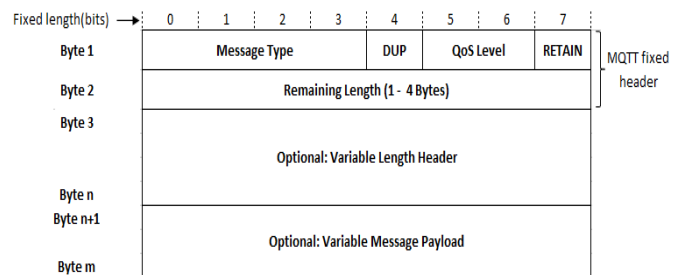 Fixed length(bits) 0 1 2 3 4 5 6 7
Byte 1 Message Type DUP QoS Level RETAIN
MQTT fixed
header
Byte 2 Remaining Length (1 - 4 Bytes)
Byte 3
Optional: Variable Length Header
Byte n
Byte n+1
Optional: Variable Message Payload
Byte m